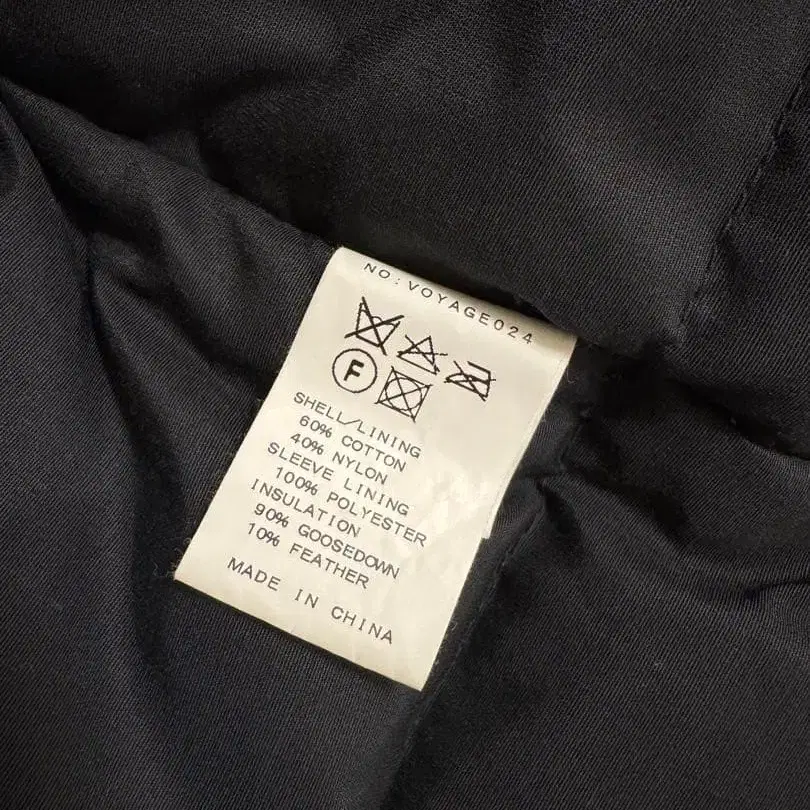 NO:VOYAGE024
F
SHELL/LINING
60% COTTON
40% NYLON
SLEEVE LINING
100% POLYESTER
INSULATION
90% GOOSEDOWN
10% FEATHER
MADE IN CHINA